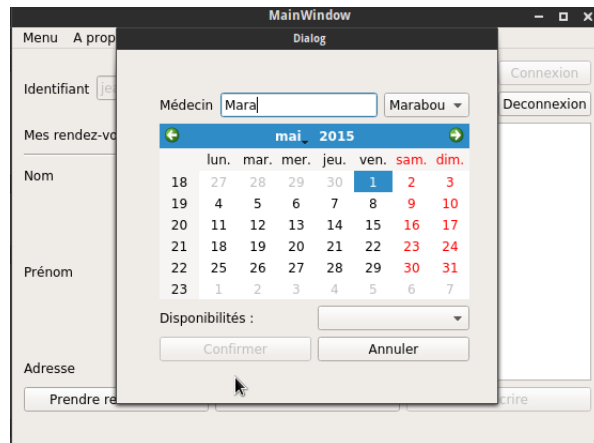 MainWindow
Menu A prop
Dialog
Connexion
Identifiant
Médecin Mara Marabou
Deconnexion
Mes rendez-vo
mai 2015
lun. mar. mer. jeu. ven. sam. dim.
Nom
18 27 28 29 30 1 2 3
19 4 5 6 7 8 9 10
20 11 12 13 14 15 16 17
21 18 19 20 21 22 23 24
Prénom
22 25 26 27 28 29 30 31
23 1 2 3 4 5 6 7
Disponibilités :
Confirmer Annuler
Adresse
Prendre re
crire